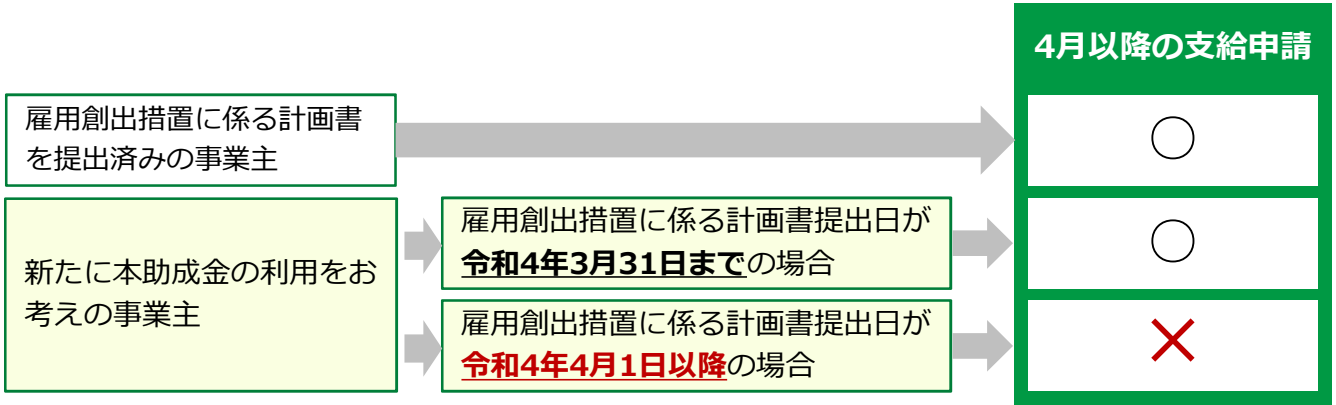 4月以降の支給申請
雇用創出措置に係る計画書
を提出済みの事業主
○
新たに本助成金の利用をお
考えの事業主
雇用創出措置に係る計画書提出日が
令和4年3月31日までの場合
○
雇用創出措置に係る計画書提出日が
令和4年4月1日以降の場合
×